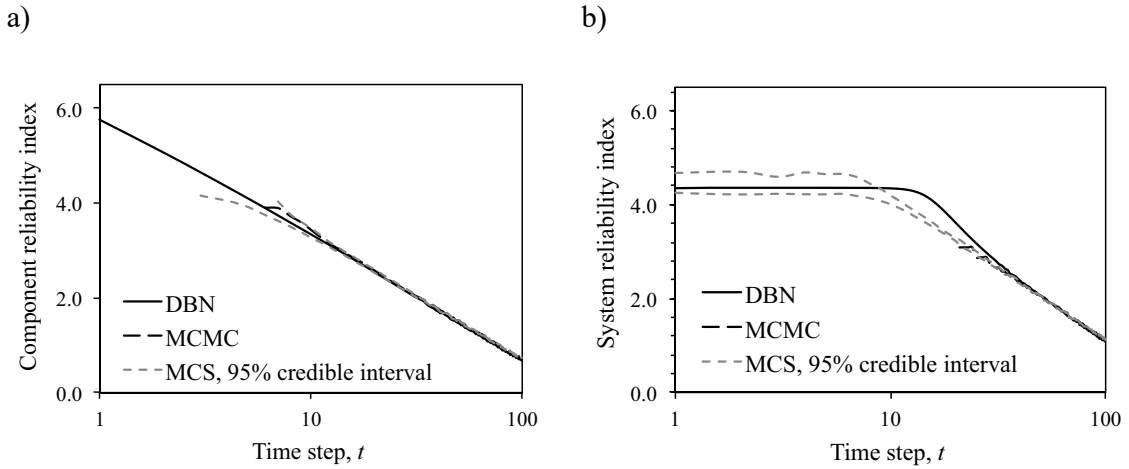 a)
Component reliability index
6.0
4.0
2.0
0.0
DBN
MCMC
MCS, 95% credible interval
1
10
100
Time step, t
b)
System reliability index
6.0
4.0
2.0
0.0
DBN
MCMC
MCS, 95% credible interval
1
10
100
Time step, t